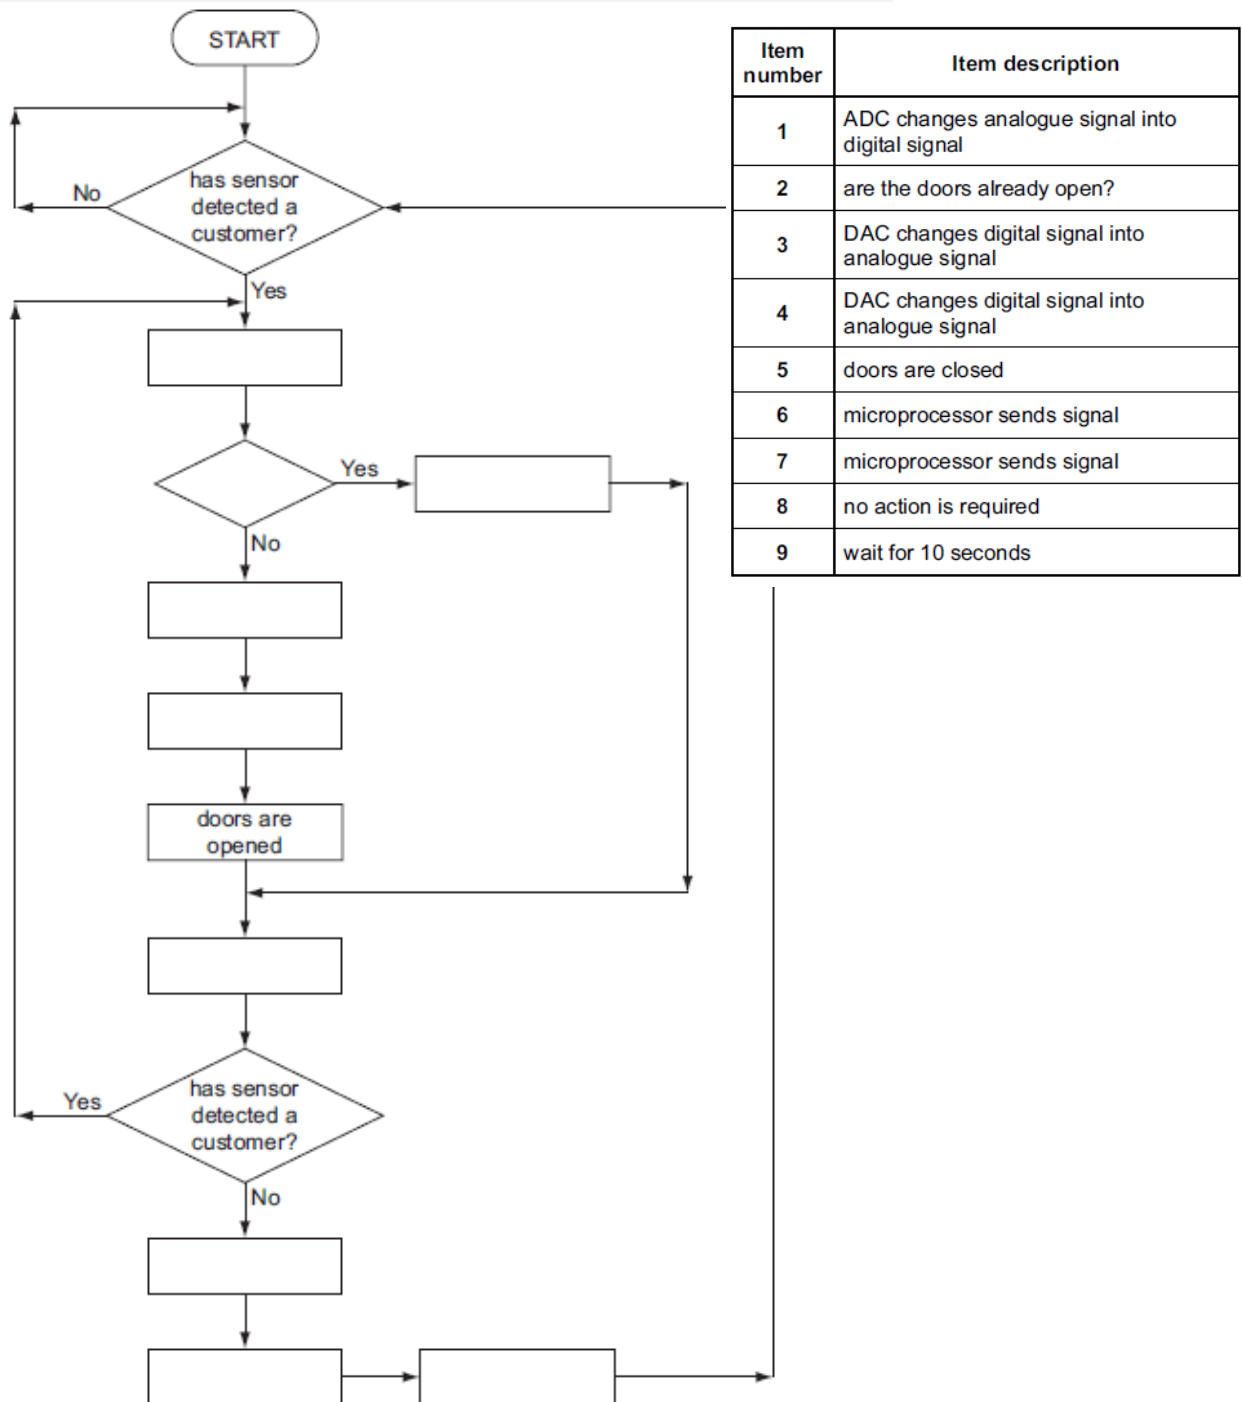 START
has sensor
detected a
customer?
No
Yes
Yes
No
doors are
opened
has sensor
detected a
customer?
Yes
No
Item
number
Item description
1
ADC changes analogue signal into
digital signal
2
are the doors already open?
3
DAC changes digital signal into
analogue signal
4
DAC changes digital signal into
analogue signal
5
doors are closed
6
microprocessor sends signal
7
microprocessor sends signal
8
no action is required
9
wait for 10 seconds